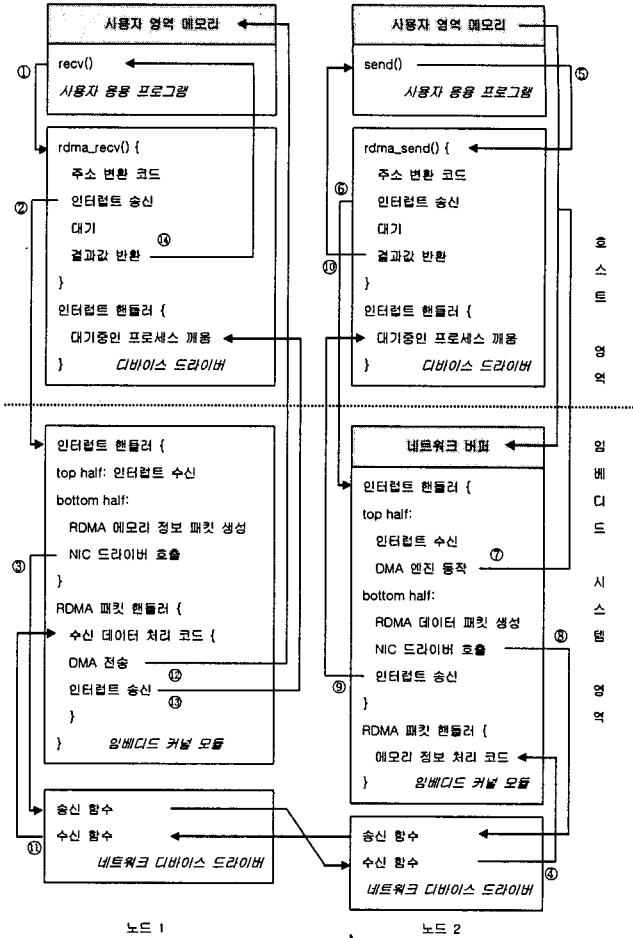 사용자 영역 메모리
① recv()
사용자 응용 프로그램
rdma_recv() {
주소 변환 코드
② 인터럽트 송신
대기
⑭
결과값 반환
}
인터럽트 핸들러 {
대기중인 프로세스 깨움
} 디바이스 드라이버
인터럽트 핸들러 {
top half: 인터럽트 수신
bottom half:
RDMA 메모리 정보 패킷 생성
③ NIC 드라이버 호출
}
RDMA 패킷 핸들러 {
수신 데이터 처리 코드 {
DMA 전송
⑫
인터럽트 송신
⑬
}
} 임베디드 커널 모듈
송신 함수
⑪ 수신 함수
네트워크 디바이스 드라이버
노드 1
사용자 영역 메모리
send() ⑤
사용자 응용 프로그램
rdma_send() {
주소 변환 코드
⑥ 인터럽트 송신
대기
결과값 반환
⑩
}
인터럽트 핸들러 {
대기중인 프로세스 깨움
} 디바이스 드라이버
네트워크 버퍼
인터럽트 핸들러 {
top half:
인터럽트 수신
⑦
DMA 엔진 동작
bottom half:
RDMA 데이터 패킷 생성
⑧
NIC 드라이버 호출
⑨ 인터럽트 송신
}
RDMA 패킷 핸들러 {
메모리 정보 처리 코드
} 임베디드 커널 모듈
송신 함수
수신 함수 ④
네트워크 디바이스 드라이버
노드 2
호스트 영역
임베디드 시스템 영역